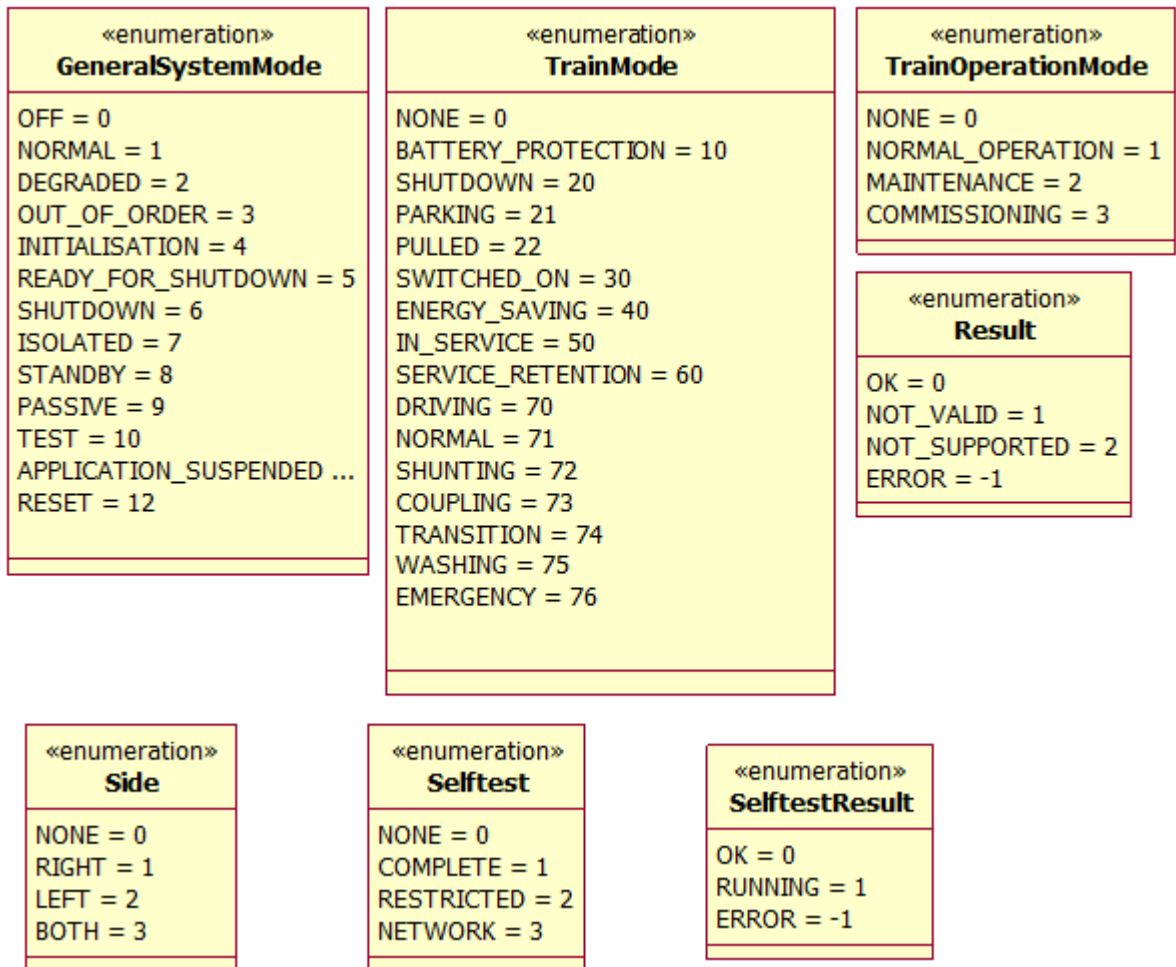 «enumeration»
GeneralSystemMode
OFF = 0
NORMAL = 1
DEGRADED = 2
OUT_OF_ORDER = 3
INITIALISATION = 4
READY_FOR_SHUTDOWN = 5
SHUTDOWN = 6
ISOLATED = 7
STANDBY = 8
PASSIVE = 9
TEST = 10
APPLICATION_SUSPENDED ...
RESET = 12
«enumeration»
TrainMode
NONE = 0
BATTERY_PROTECTION = 10
SHUTDOWN = 20
PARKING = 21
PULLED = 22
SWITCHED_ON = 30
ENERGY_SAVING = 40
IN_SERVICE = 50
SERVICE_RETENTION = 60
DRIVING = 70
NORMAL = 71
SHUNTING = 72
COUPLING = 73
TRANSITION = 74
WASHING = 75
EMERGENCY = 76
«enumeration»
TrainOperationMode
NONE = 0
NORMAL_OPERATION = 1
MAINTENANCE = 2
COMMISSIONING = 3
«enumeration»
Result
OK = 0
NOT_VALID = 1
NOT_SUPPORTED = 2
ERROR = -1
«enumeration»
Side
NONE = 0
RIGHT = 1
LEFT = 2
BOTH = 3
«enumeration»
Selftest
NONE = 0
COMPLETE = 1
RESTRICTED = 2
NETWORK = 3
«enumeration»
SelftestResult
OK = 0
RUNNING = 1
ERROR = -1